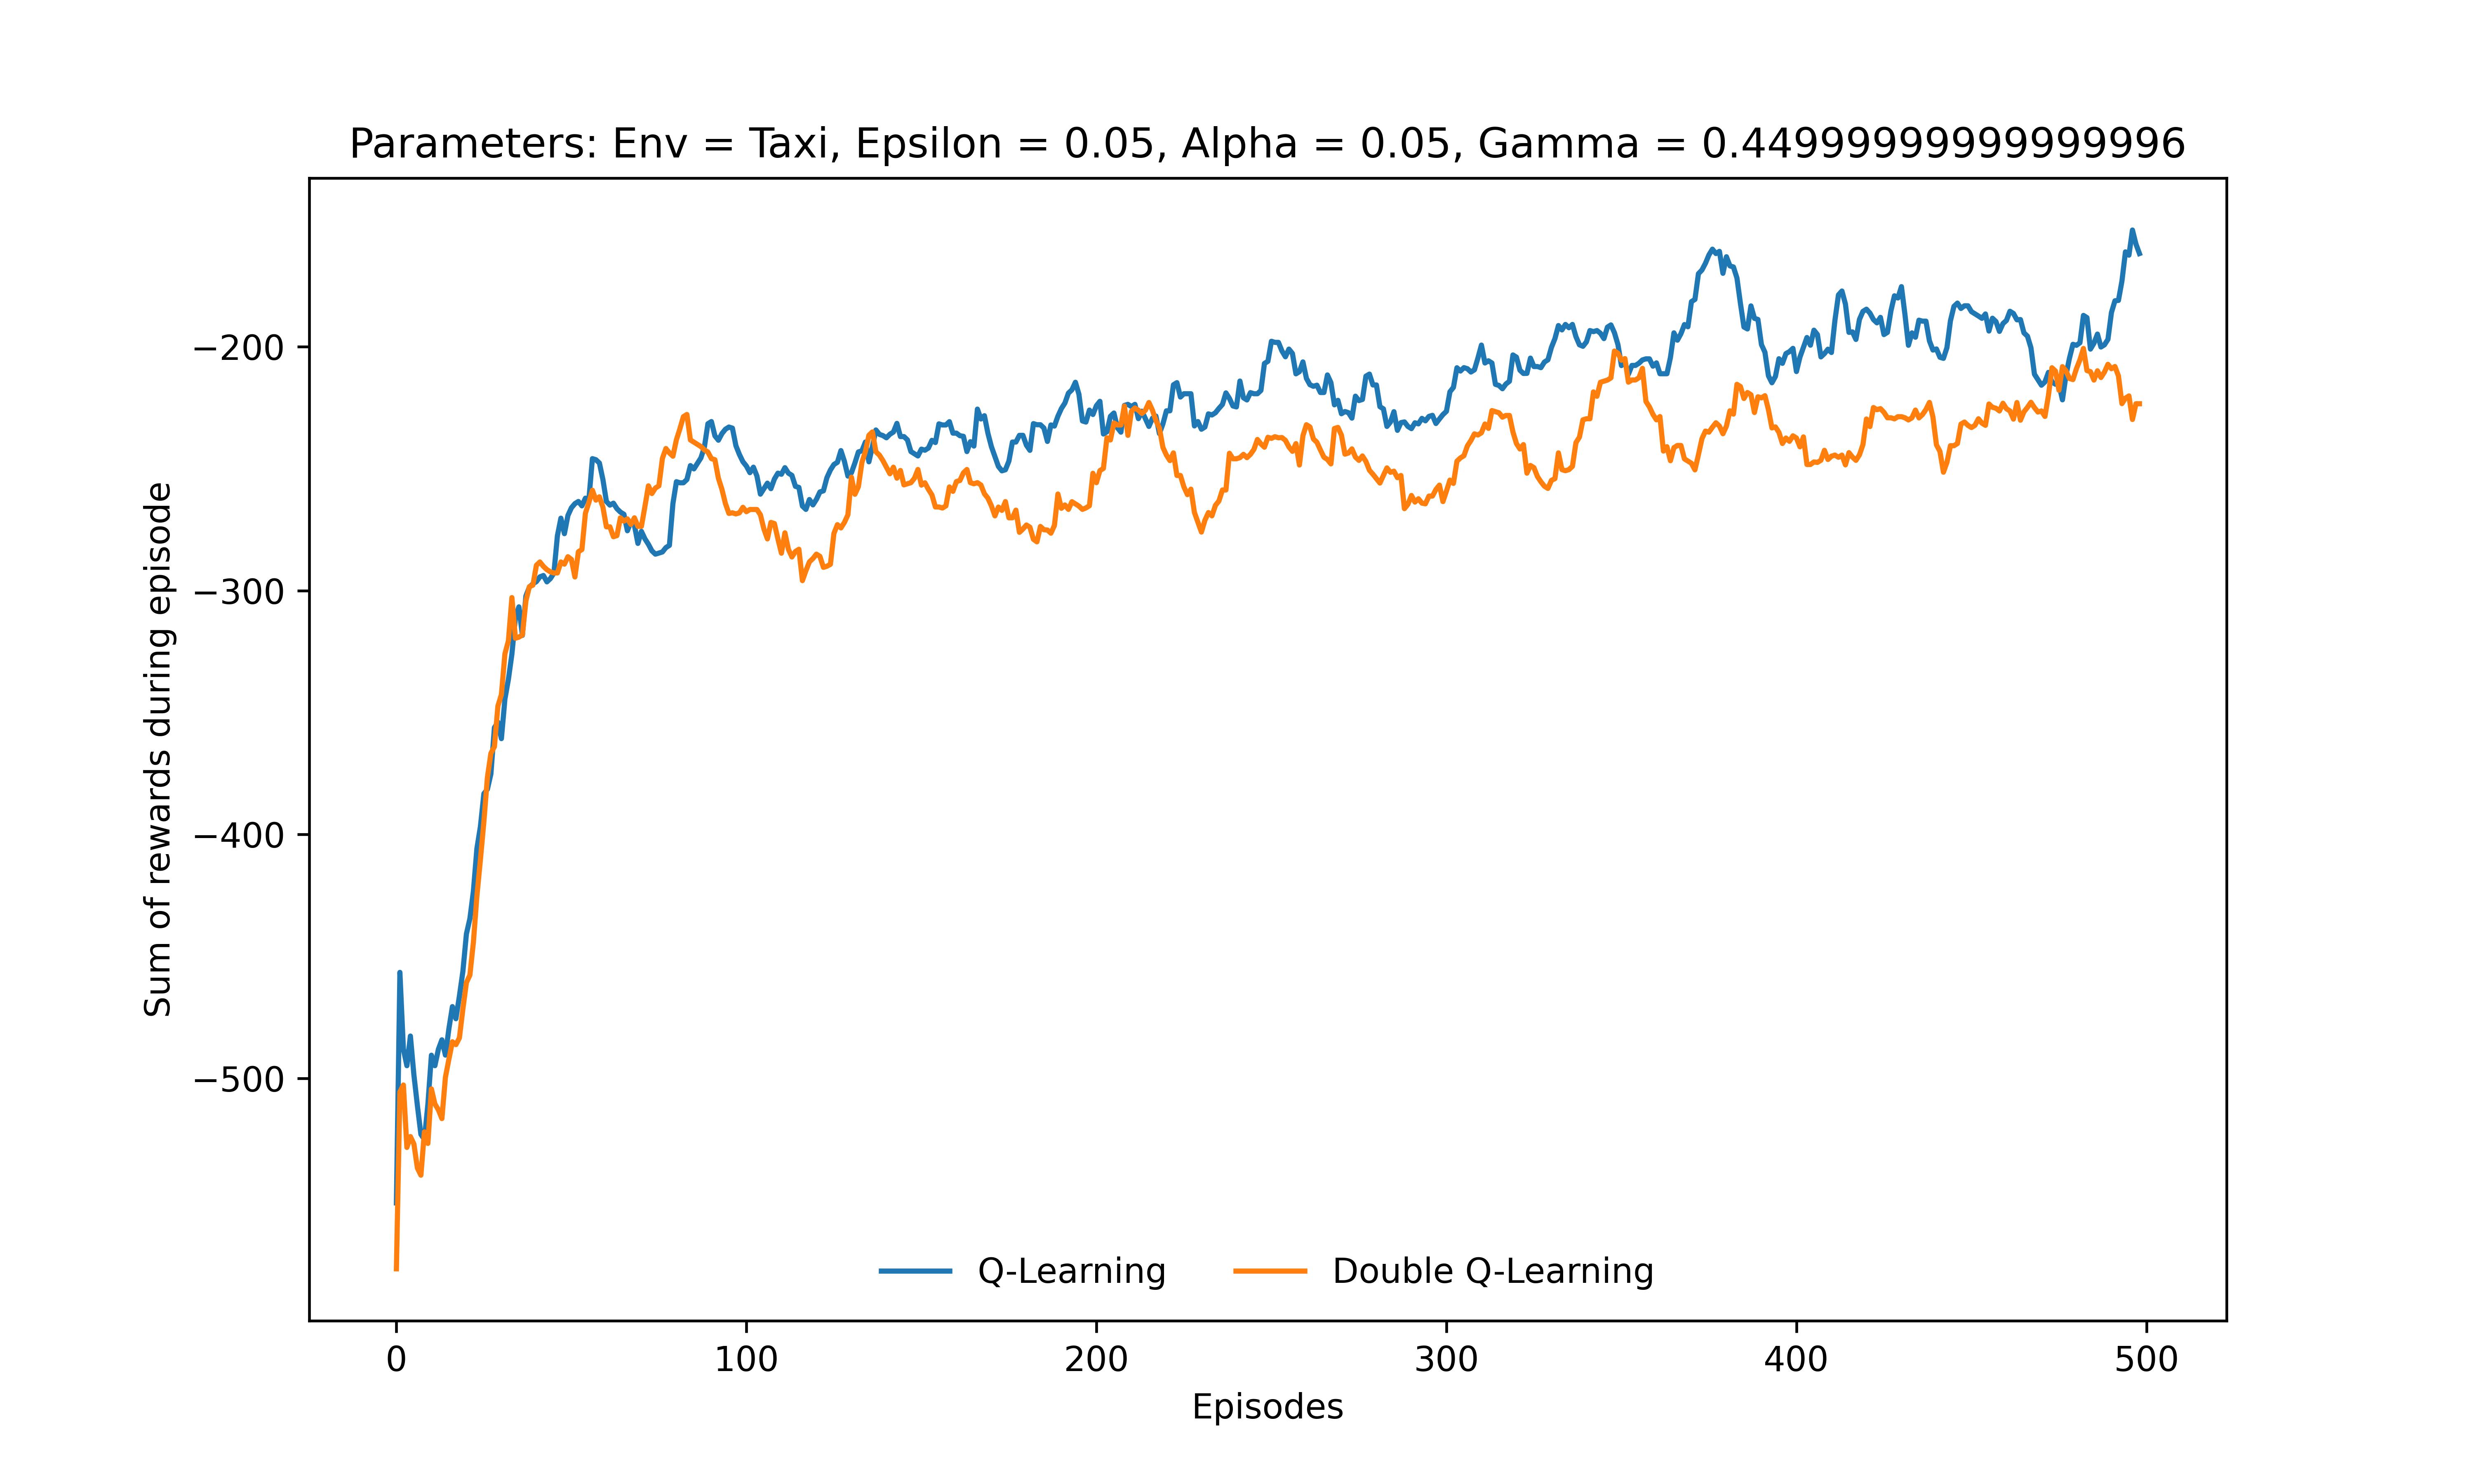 Parameters: Env = Taxi, Epsilon = 0.05, Alpha = 0.05, Gamma = 0.44999999999999996
Sum of rewards during episode
−200
−300
−400
−500
Q-Learning Double Q-Learning
0 100 200 300 400 500
Episodes